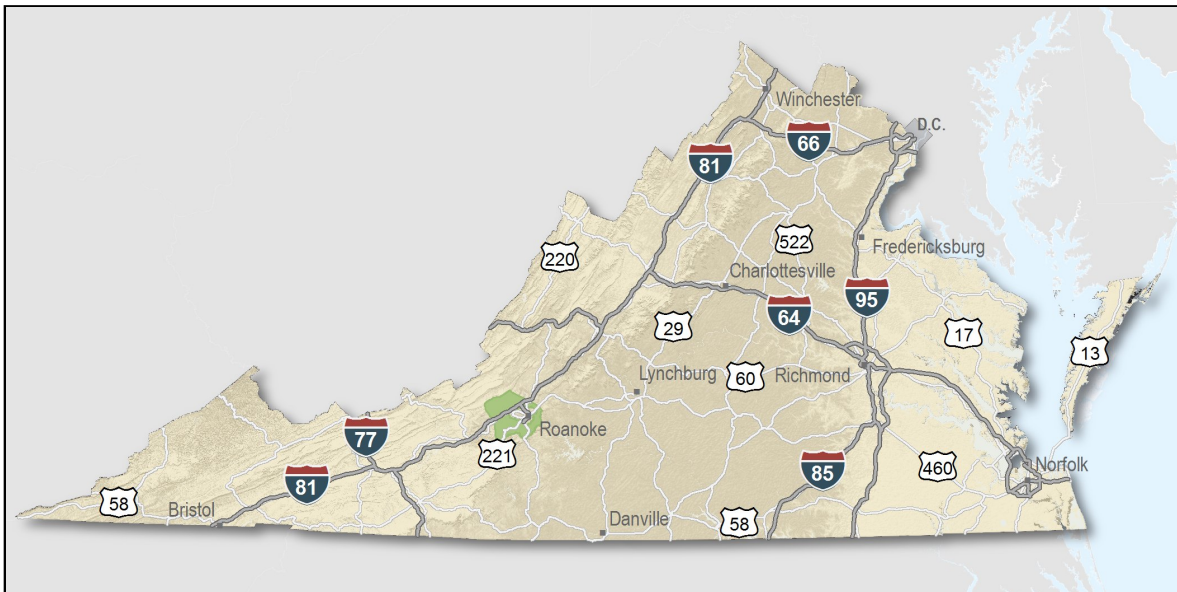 Winchester
D.C.
66
81
522
Fredericksburg
220
Charlottesville
95
64
29
17
13
Lynchburg
60
Richmond
Roanoke
77
221
85
460
Norfolk
81
58
Bristol
Danville
58